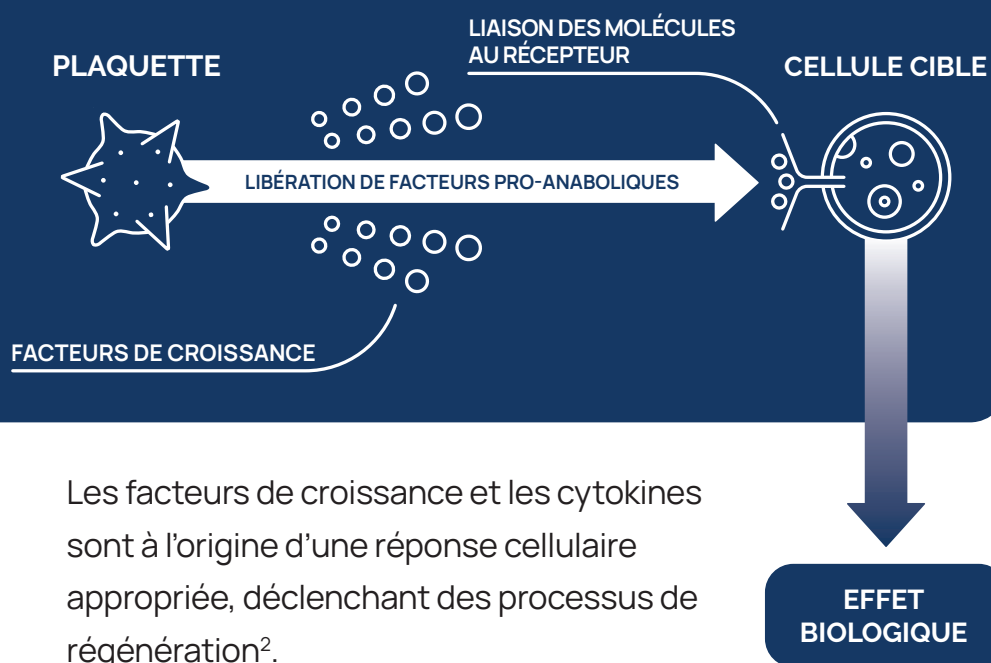 LIAISON DES MOLÉCULES
AU RÉCEPTEUR
PLAQUETTE
CELLULE CIBLE
LIBÉRATION DE FACTEURS PRO-ANABOLIQUES
FACTEURS DE CROISSANCE
Les facteurs de croissance et les cytokines
sont à l’origine d’une réponse cellulaire
appropriée, déclenchant des processus de
régénération².
EFFET
BIOLOGIQUE